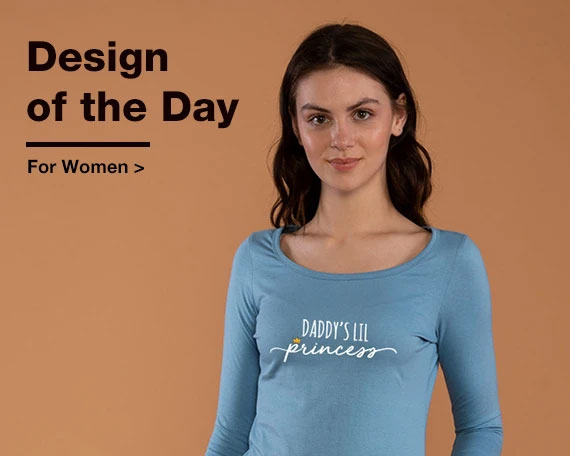 Design
of the Day
For Women >
DADDY'S LIL
princess